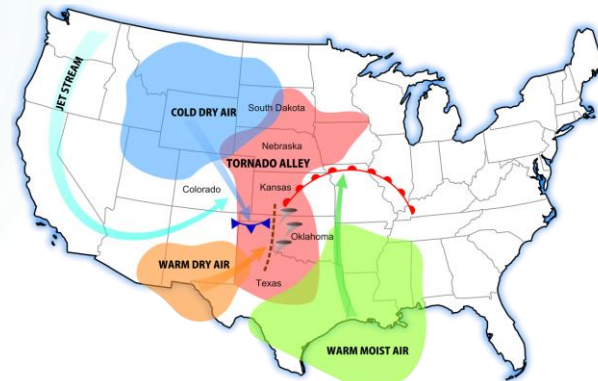 JET STREAM
COLD DRY AIR
South Dakota
Nebraska
TORNADO ALLEY
Colorado
Kansas
Oklahoma
WARM DRY AIR
Texas
WARM MOIST AIR